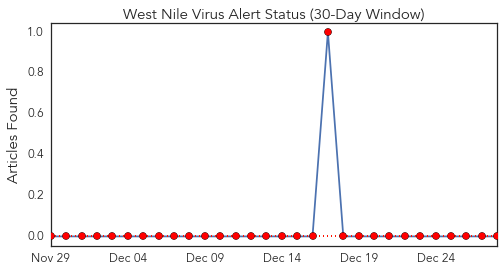 West Nile Virus Alert Status (30-Day Window)
Articles Found
1.0
0.8
0.6
0.4
0.2
0.0
Nov 29 Dec 04 Dec 09 Dec 14 Dec 19 Dec 24